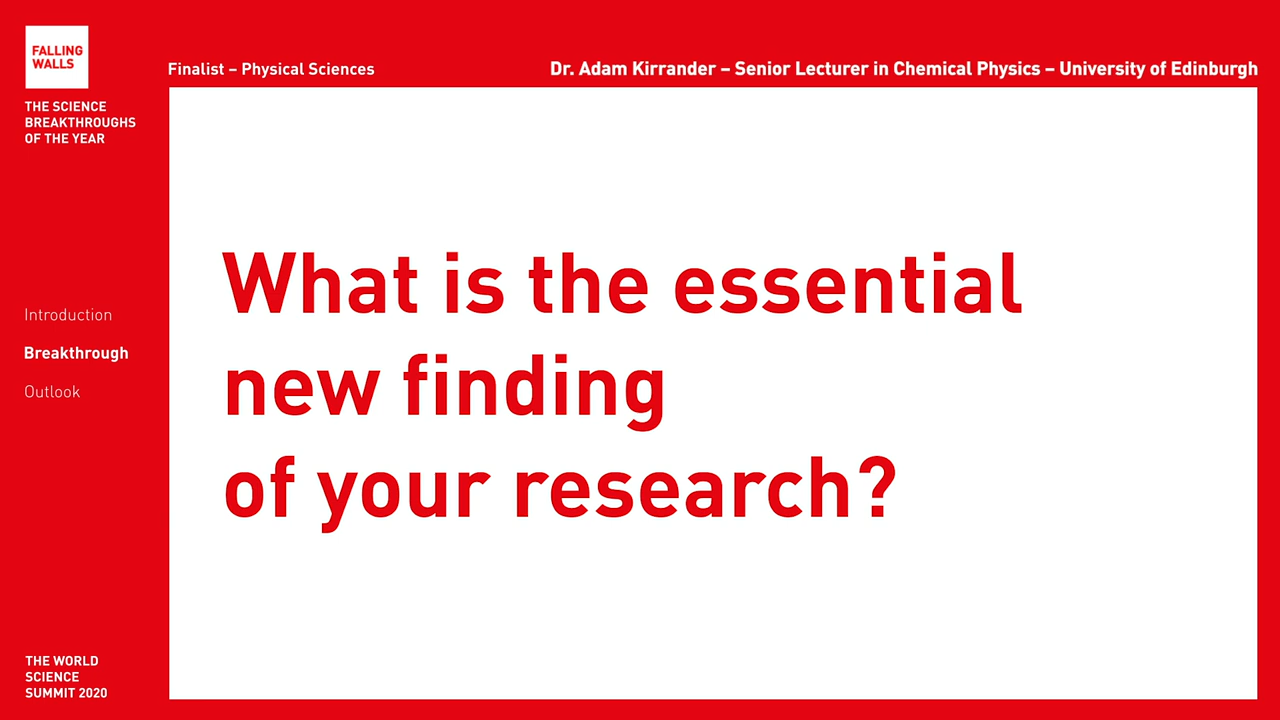 FALLING
WALLS
THE SCIENCE
BREAKTHROUGHS
OF THE YEAR
Finalist – Physical Sciences
Dr. Adam Kirrander – Senior Lecturer in Chemical Physics – University of Edinburgh
Introduction
Breakthrough
Outlook
What is the essential
new finding
of your research?
THE WORLD
SCIENCE
SUMMIT 2020